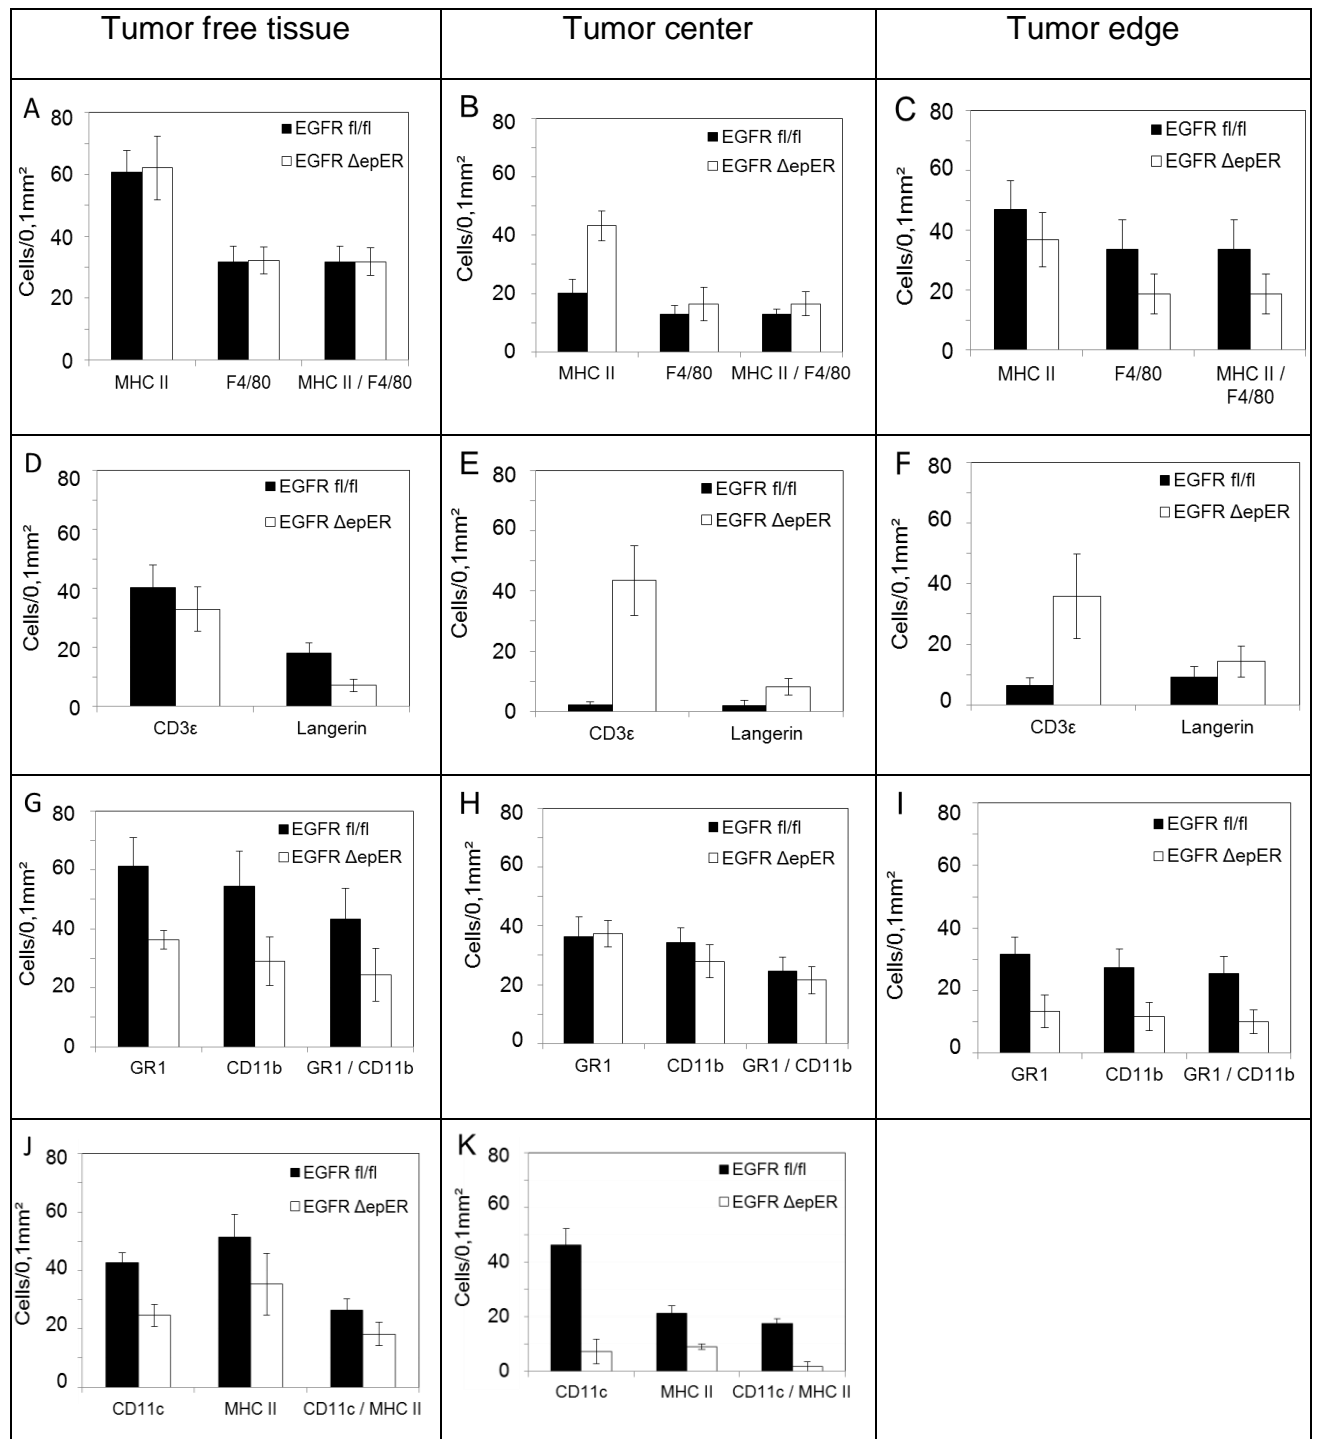 Tumor free tissue
Tumor center
Tumor edge
A
80
60
40
20
0
Cells/0,1mm²
EGFR fl/fl
EGFR ΔepER
MHC II
F4/80
MHC II / F4/80
B
80
60
40
20
0
Cells/0,1mm²
EGFR fl/fl
EGFR ΔepER
MHC II
F4/80
MHC II / F4/80
C
80
60
40
20
0
Cells/0,1mm²
EGFR fl/fl
EGFR ΔepER
MHC II
F4/80
MHC II /
F4/80
D
80
60
40
20
0
Cells/0,1mm²
EGFR fl/fl
EGFR ΔepER
CD3ε
Langerin
E
80
60
40
20
0
Cells/0,1mm²
EGFR fl/fl
EGFR ΔepER
CD3ε
Langerin
F
80
60
40
20
0
Cells/0,1mm²
EGFR fl/fl
EGFR ΔepER
CD3ε
Langerin
G
80
60
40
20
0
Cells/0,1mm²
EGFR fl/fl
EGFR ΔepER
GR1
CD11b
GR1 / CD11b
H
80
60
40
20
0
Cells/0,1mm²
EGFR fl/fl
EGFR ΔepER
GR1
CD11b
GR1 / CD11b
I
80
60
40
20
0
Cells/0,1mm²
EGFR fl/fl
EGFR ΔepER
GR1
CD11b
GR1 / CD11b
J
80
60
40
20
0
Cells/0,1mm²
EGFR fl/fl
EGFR ΔepER
CD11c
MHC II
CD11c / MHC II
K
80
60
40
20
0
Cells/0,1mm²
EGFR fl/fl
EGFR ΔepER
CD11c
MHC II
CD11c / MHC II